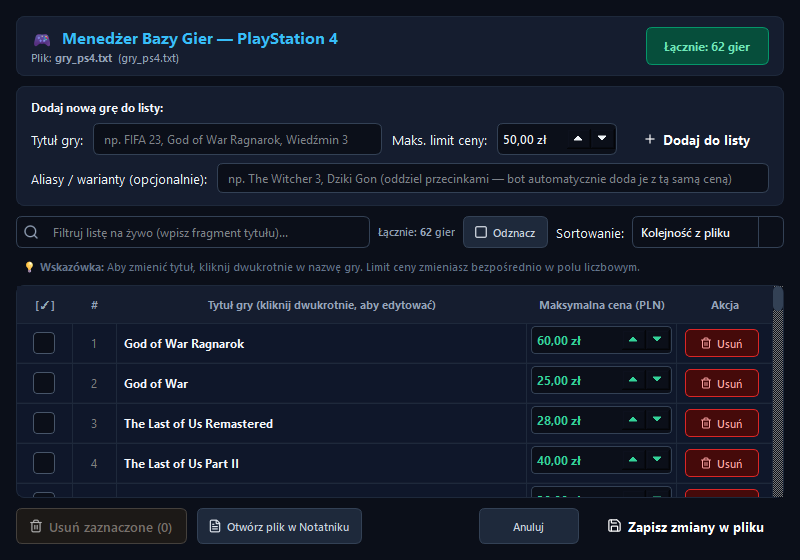 Menedżer Bazy Gier — PlayStation 4
Plik: gry_ps4.txt (gry_ps4.txt)
Łącznie: 62 gier
Dodaj nową grę do listy:
Tytuł gry: np. FIFA 23, God of War Ragnarok, Wiedźmin 3 Maks. limit ceny: 50,00 zł + Dodaj do listy
Aliasy / warianty (opcjonalnie): np. The Witcher 3, Dziki Gon (oddziel przecinkami — bot automatycznie doda je z tą samą ceną)
Filtruj listę na żywo (wpisz fragment tytułu)... Łącznie: 62 gier Odznacz Sortowanie: Kolejność z pliku
Wskazówka: Aby zmienić tytuł, kliknij dwukrotnie w nazwę gry. Limit ceny zmieniasz bezpośrednio w polu liczbowym.
[✓] # Tytuł gry (kliknij dwukrotnie, aby edytować) Maksymalna cena (PLN) Akcja
1 God of War Ragnarok 60,00 zł Usuń
2 God of War 25,00 zł Usuń
3 The Last of Us Remastered 28,00 zł Usuń
4 The Last of Us Part II 40,00 zł Usuń
Usuń zaznaczone (0) Otwórz plik w Notatniku Anuluj Zapisz zmiany w pliku